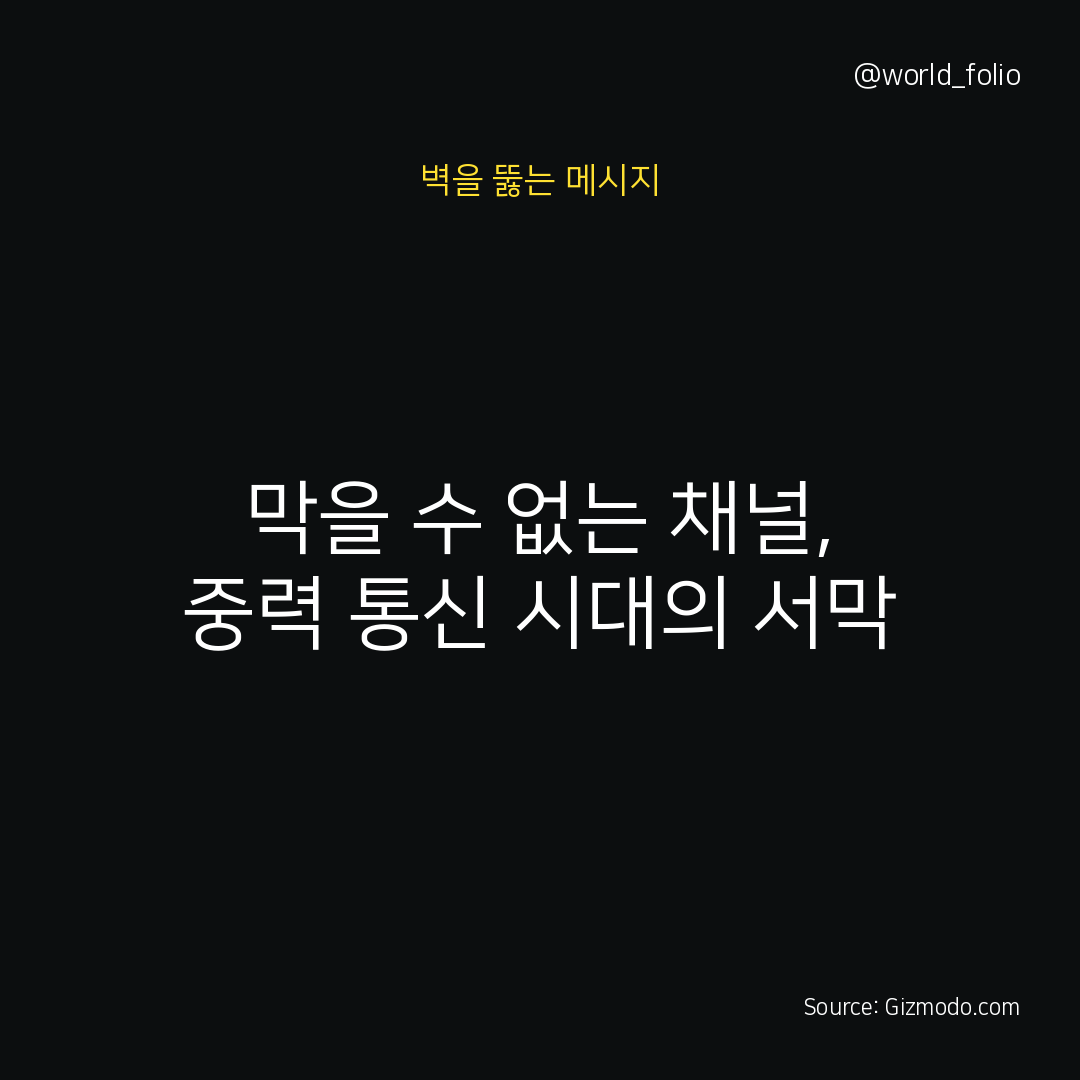 @world_folio
벽을 뚫는 메시지
막을 수 없는 채널,
중력 통신 시대의 서막
Source: Gizmodo.com